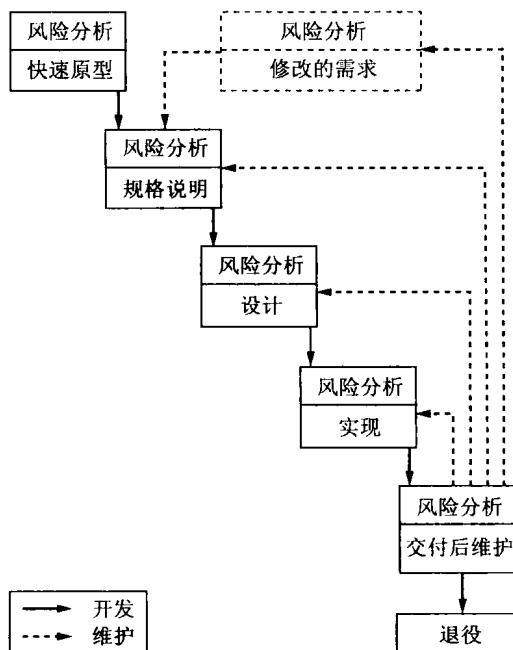 风险分析
快速原型
风险分析
修改的需求
风险分析
规格说明
风险分析
设计
风险分析
实现
风险分析
交付后维护
退役
开发
维护